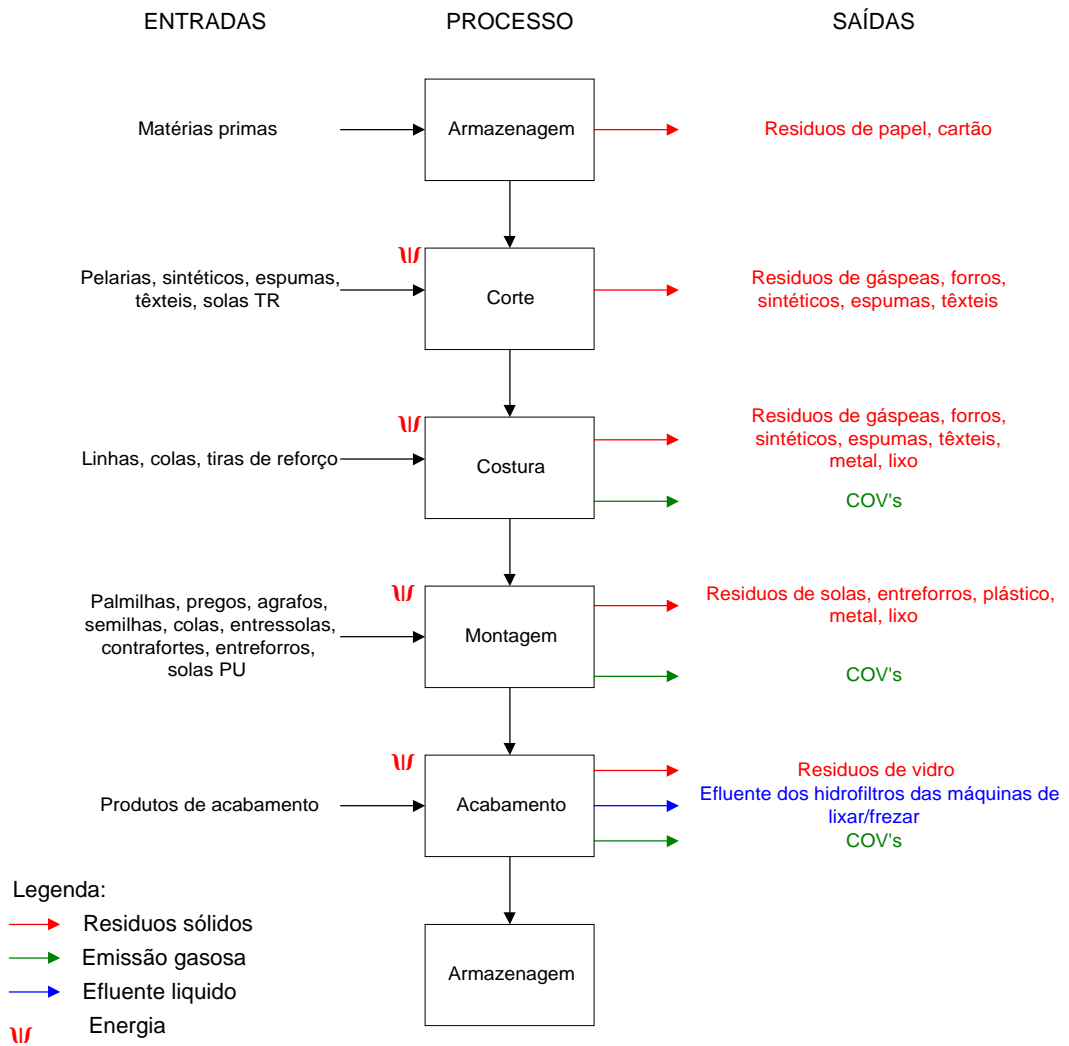 ENTRADAS
PROCESSO
SAÍDAS
Matérias primas
Armazenagem
Residuos de papel, cartão
Pelarias, sintéticos, espumas,
têxteis, solas TR
Corte
Residuos de gáspeas, forros,
sintéticos, espumas, têxteis
Linhas, colas, tiras de reforço
Costura
Residuos de gáspeas, forros,
sintéticos, espumas, têxteis,
metal, lixo
COV's
Palmilhas, pregos, agrafos,
semilhas, colas, entressolas,
contrafortes, entreforros,
solas PU
Montagem
Residuos de solas, entreforros, plástico,
metal, lixo
COV's
Produtos de acabamento
Acabamento
Residuos de vidro
Efluente dos hidrofiltros das máquinas de
lixar/frezar
COV's
Armazenagem
Legenda:
Residuos sólidos
Emissão gasosa
Efluente liquido
Energia